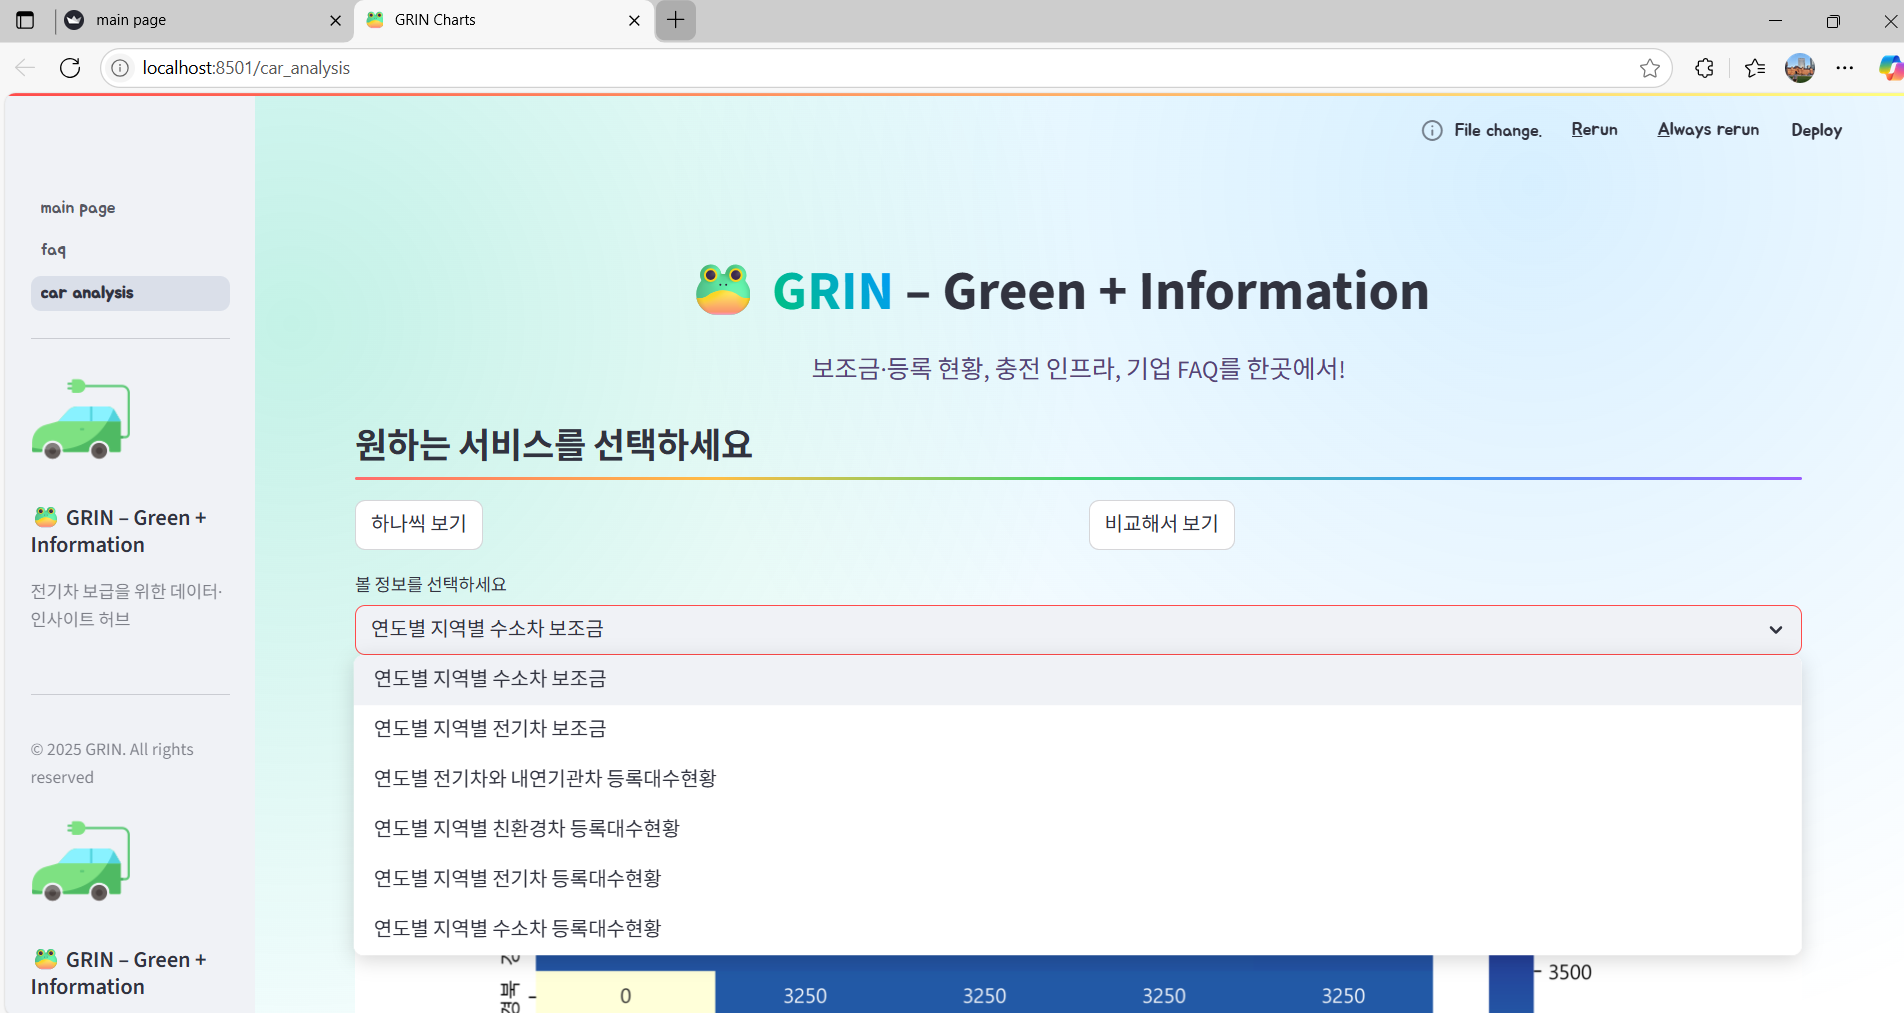 main page
GRIN Charts
localhost:8501/car_analysis
File change.
Rerun
Always rerun
Deploy
main page
faq
car analysis
GRIN – Green + Information
전기차 보급을 위한 데이터·
인사이트 허브
© 2025 GRIN. All rights
reserved
GRIN – Green +
Information
GRIN – Green + Information
보조금·등록 현황, 충전 인프라, 기업 FAQ를 한곳에서!
원하는 서비스를 선택하세요
하나씩 보기
비교해서 보기
볼 정보를 선택하세요
연도별 지역별 수소차 보조금
연도별 지역별 수소차 보조금
연도별 지역별 전기차 보조금
연도별 전기차와 내연기관차 등록대수현황
연도별 지역별 친환경차 등록대수현황
연도별 지역별 전기차 등록대수현황
연도별 지역별 수소차 등록대수현황
경북
0
3250
3250
3250
3250
3500